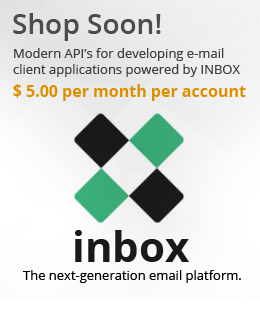 Shop Soon!
Modern API's for developing e-mail
client applications powered by INBOX
$ 5.00 per month per account
inbox
The next-generation email platform.